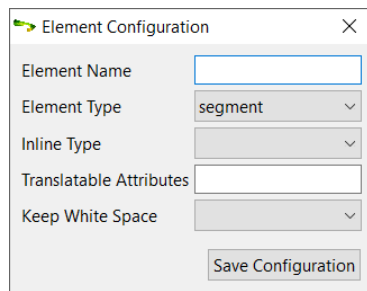 Element Configuration
Element Name
Element Type segment
Inline Type
Translatable Attributes
Keep White Space
Save Configuration